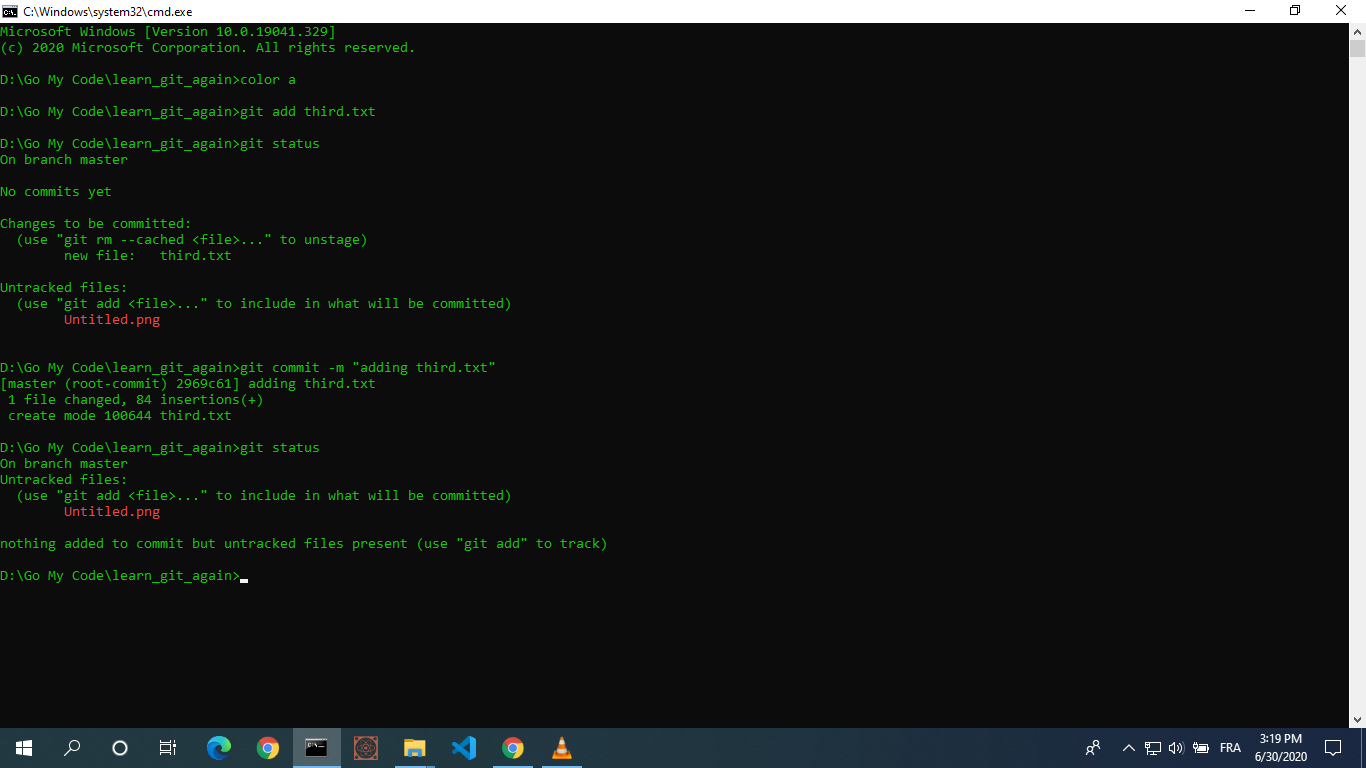 C:\Windows\system32\cmd.exe
Microsoft Windows [Version 10.0.19041.329]
(c) 2020 Microsoft Corporation. All rights reserved.
D:\Go My Code\learn_git_again>color a
D:\Go My Code\learn_git_again>git add third.txt
D:\Go My Code\learn_git_again>git status
On branch master
No commits yet
Changes to be committed:
  (use "git rm --cached <file>..." to unstage)
        new file:   third.txt
Untracked files:
  (use "git add <file>..." to include in what will be committed)
        Untitled.png
D:\Go My Code\learn_git_again>git commit -m "adding third.txt"
[master (root-commit) 2969c61] adding third.txt
 1 file changed, 84 insertions(+)
 create mode 100644 third.txt
D:\Go My Code\learn_git_again>git status
On branch master
Untracked files:
  (use "git add <file>..." to include in what will be committed)
        Untitled.png
nothing added to commit but untracked files present (use "git add" to track)
D:\Go My Code\learn_git_again>
FRA
3:19 PM
6/30/2020